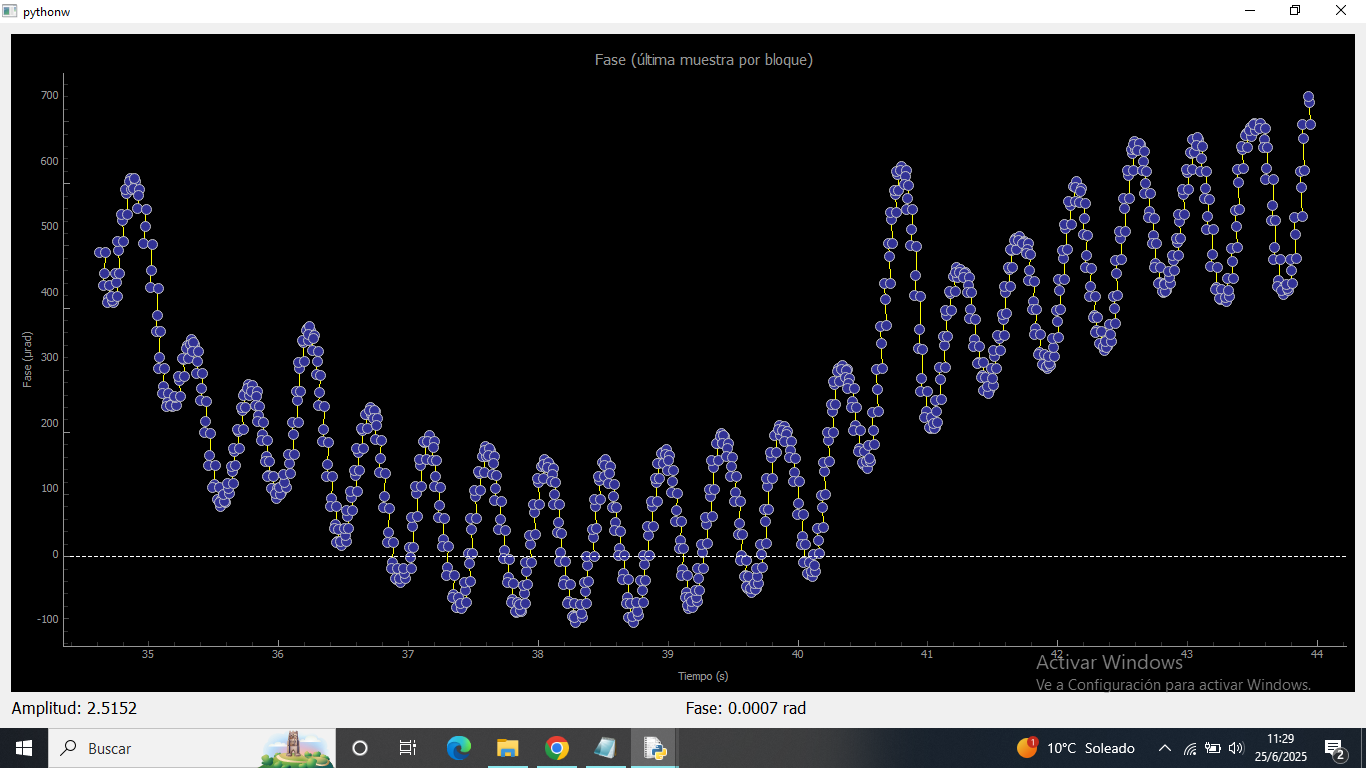 pythonw
Fase (última muestra por bloque)
700
600
500
400
300
200
100
0
-100
Fase (µrad)
35 36 37 38 39 40 41 42 43 44
Tiempo (s)
Activar Windows
Ve a Configuración para activar Windows.
Amplitud: 2.5152 Fase: 0.0007 rad
Buscar
1
10°C Soleado
11:29
25/6/2025
2